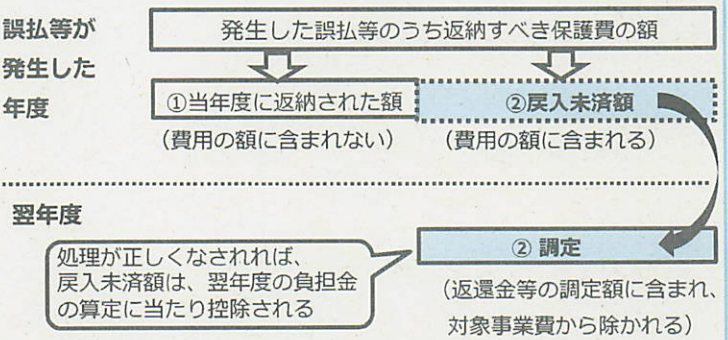 誤払等が
発生した
年度
発生した誤払等のうち返納すべき保護費の額
①当年度に返納された額
②戻入未済額
(費用の額に含まれない)
(費用の額に含まれる)
翌年度
処理が正しくなされれば、
戻入未済額は、翌年度の負担金
の算定に当たり控除される
② 調定
(返還金等の調定額に含まれ、
対象事業費から除かれる)